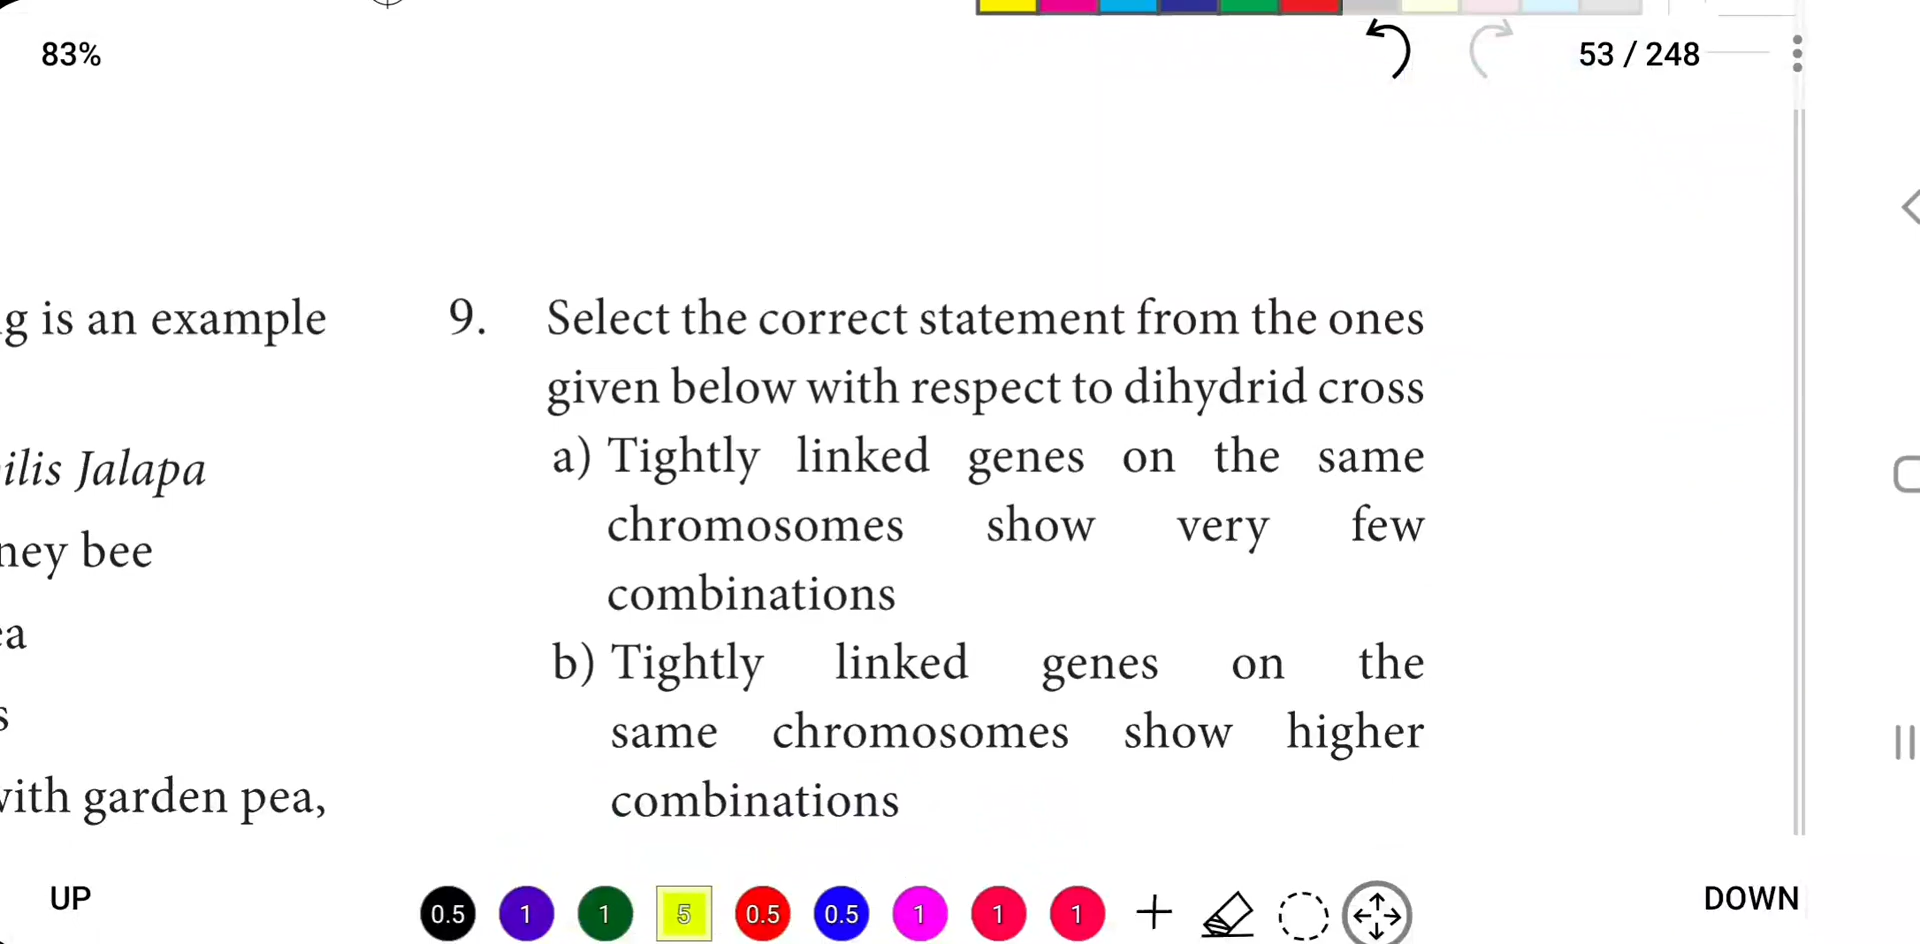 83%
53 / 248
g is an example
ilis Jalapa
ney bee
a
s
with garden pea,
9. Select the correct statement from the ones
given below with respect to dihydrid cross
a) Tightly linked genes on the same
chromosomes show very few
combinations
b) Tightly linked genes on the
same chromosomes show higher
combinations
UP
0.5 1 1 5 0.5 0.5 1 1 1
DOWN